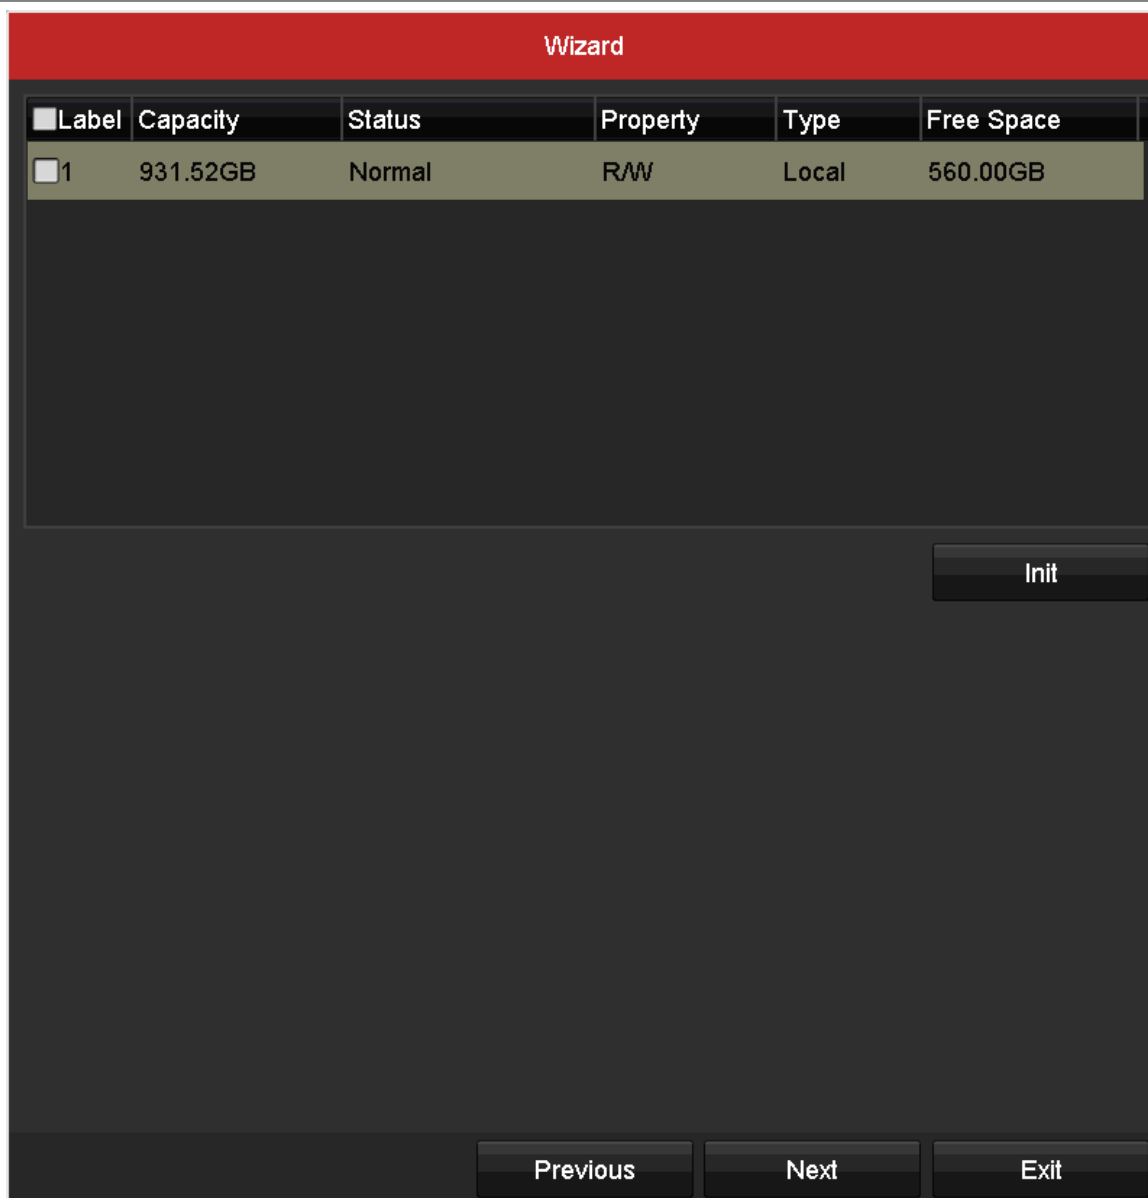 Wizard
Label Capacity Status Property Type Free Space
1 931.52GB Normal R/W Local 560.00GB
Init
Previous Next Exit